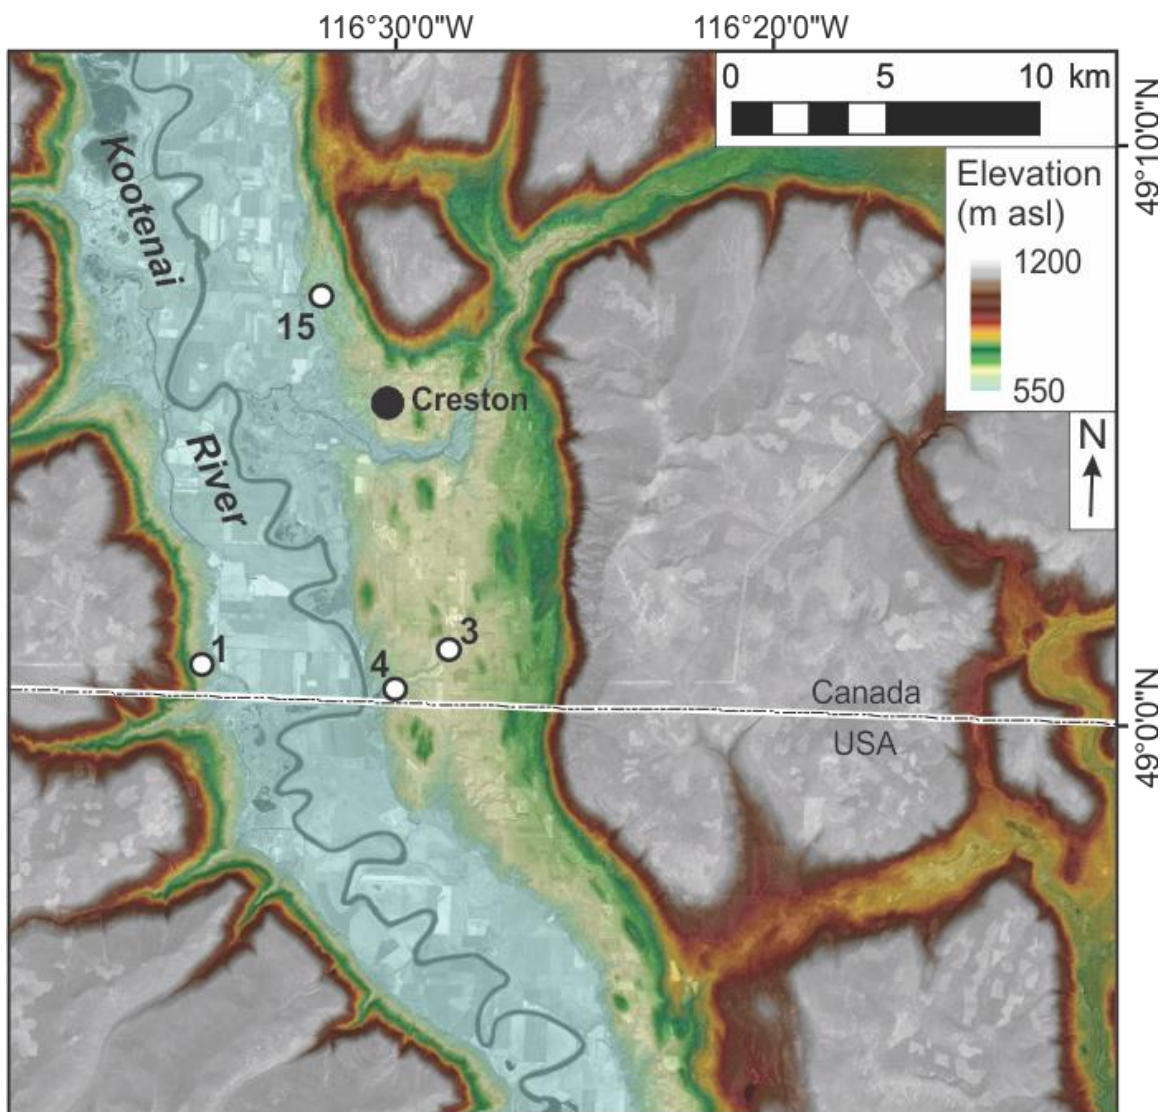 116°30'0"W 116°20'0"W
0 5 10 km
49°10'0"N
Elevation
(m asl)
1200
550
Kootenai
15
Creston
N
River
3
1
4
Canada
49°0'0"N
USA